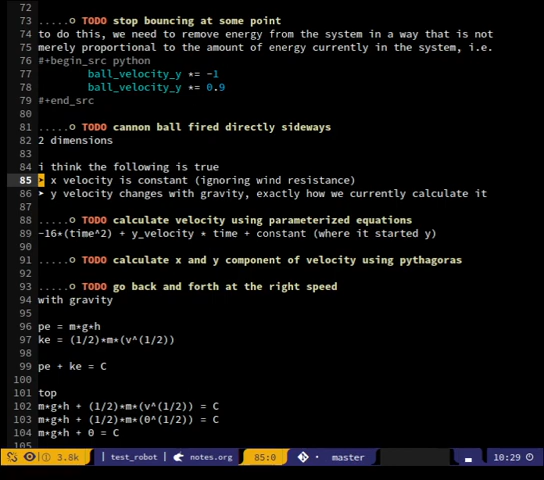 72
73 .....o TODO stop bouncing at some point
74 to do this, we need to remove energy from the system in a way that is not
75 merely proportional to the amount of energy currently in the system, i.e.
76 #+begin_src python
77 ball_velocity_y *= -1
78 ball_velocity_y *= 0.9
79 #+end_src
80
81 .....o TODO cannon ball fired directly sideways
82 2 dimensions
83
84 i think the following is true
85 ➤ x velocity is constant (ignoring wind resistance)
86 ➤ y velocity changes with gravity, exactly how we currently calculate it
87
88 .....o TODO calculate velocity using parameterized equations
89 -16*(time^2) + y_velocity * time + constant (where it started y)
90
91 .....o TODO calculate x and y component of velocity using pythagoras
92
93 .....o TODO go back and forth at the right speed
94 with gravity
95
96 pe = m*g*h
97 ke = (1/2)*m*(v^(1/2))
98
99 pe + ke = C
100
101 top
102 m*g*h + (1/2)*m*(v^(1/2)) = C
103 m*g*h + (1/2)*m*(0^(1/2)) = C
104 m*g*h + 0 = C
105
3.8k | test_robot | notes.org 85:0 master 10:29